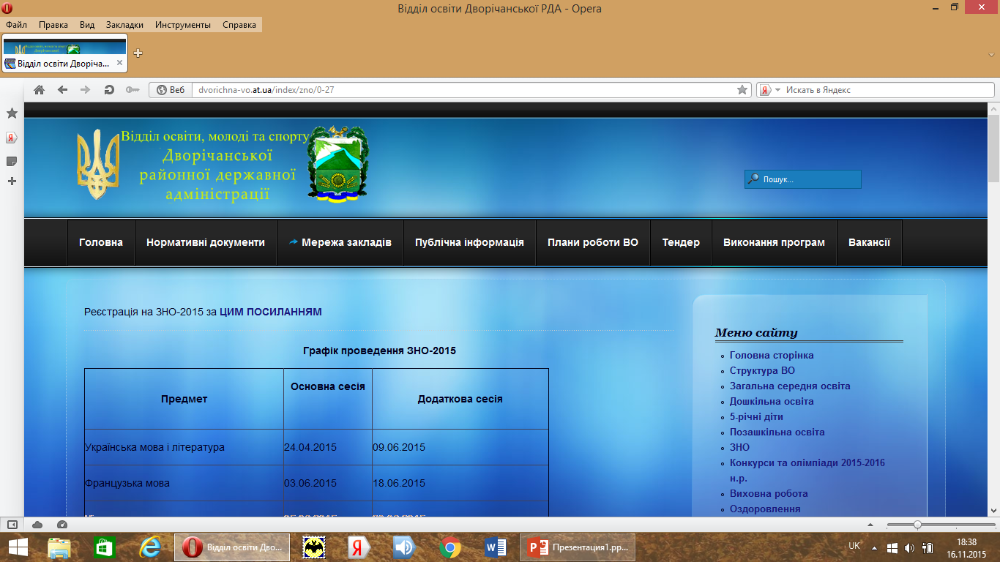 Відділ освіти Дворічанської РДА - Opera
Файл Правка Вид Закладки Инструменты Справка
Відділ освіти Дворіча...
Веб dvorichna-vo.at.ua/index/zno/0-27 Искать в Яндекс
Відділ освіти, молоді та спорту
Дворічанської
районної державної
адміністрації
Пошук...
Головна Нормативні документи Мережа закладів Публічна інформація Плани роботи ВО Тендер Виконання програм Вакансії
Реєстрація на ЗНО-2015 за ЦИМ ПОСИЛАННЯМ
Графік проведення ЗНО-2015
Предмет Основна сесія Додаткова сесія
Українська мова і література 24.04.2015 09.06.2015
Французька мова 03.06.2015 18.06.2015
Меню сайту
Головна сторінка
Структура ВО
Загальна середня освіта
Дошкільна освіта
5-річні діти
Позашкільна освіта
ЗНО
Конкурси та олімпіади 2015-2016
н.р.
Виховна робота
Оздоровлення
Відділ освіти Дво... Презентация1.pp... UK 18:38
16.11.2015